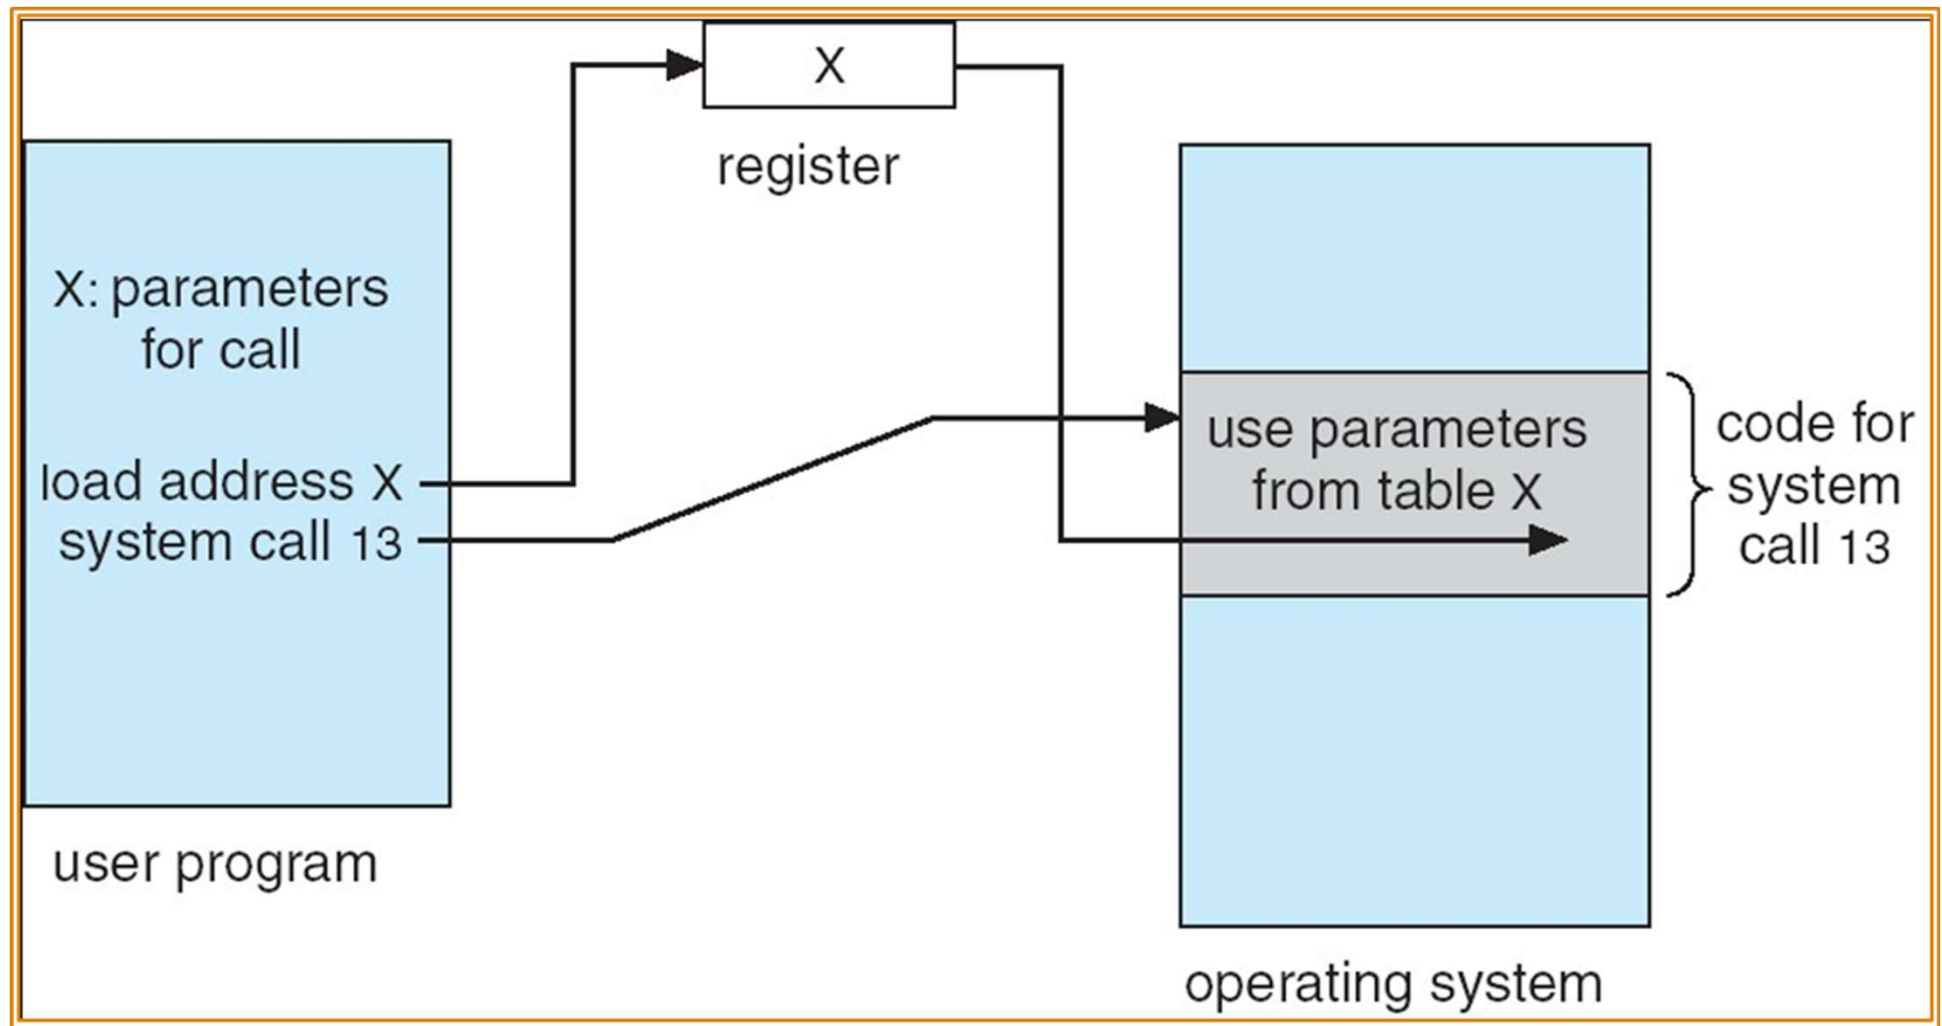 X
register
X: parameters
for call
load address X
system call 13
user program
use parameters
from table X
code for
system
call 13
operating system